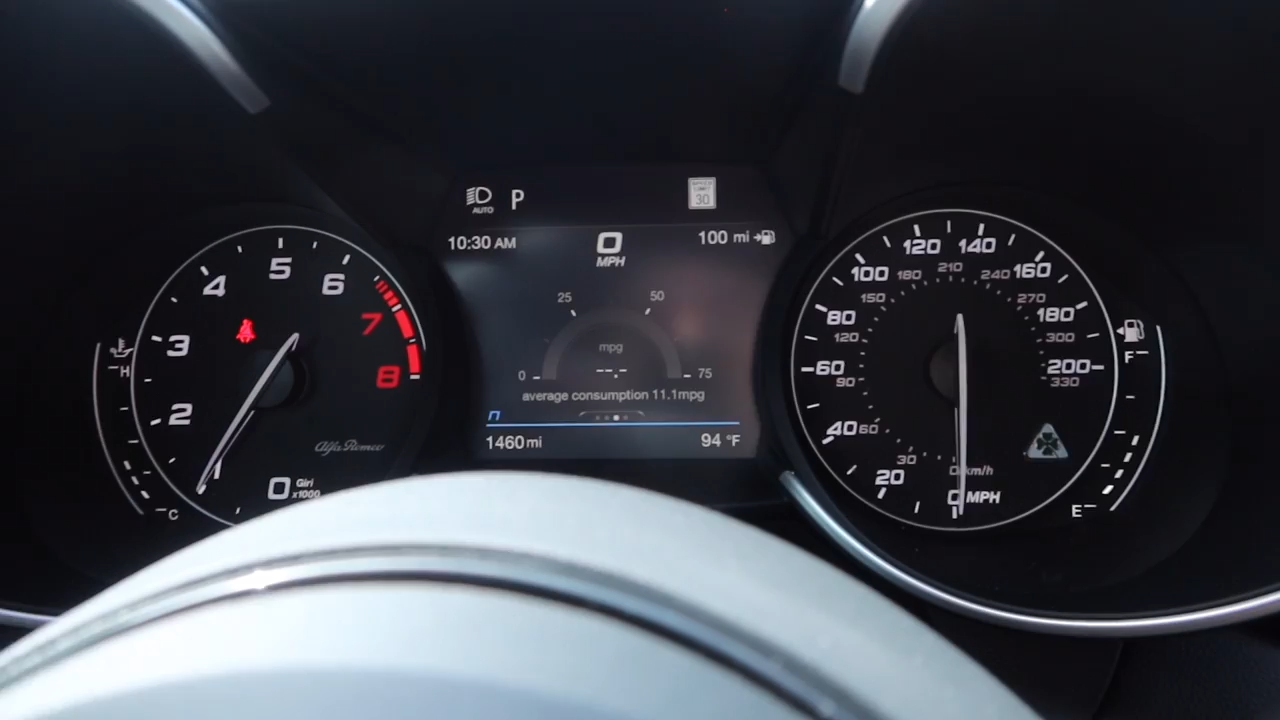 AUTO P
SPEED
LIMIT
30
10:30 AM
0
MPH
100 mi
25
50
mpg
--.-
0
75
average consumption 11.1mpg
1460 mi
94 °F
2
3
4
5
6
7
8
0 Giri
x1000
Alfa Romeo
H
C
20
40
60
80
100
120
140
160
180
200
30
60
90
120
150
180
210
240
270
300
330
0 km/h
0 MPH
F
E